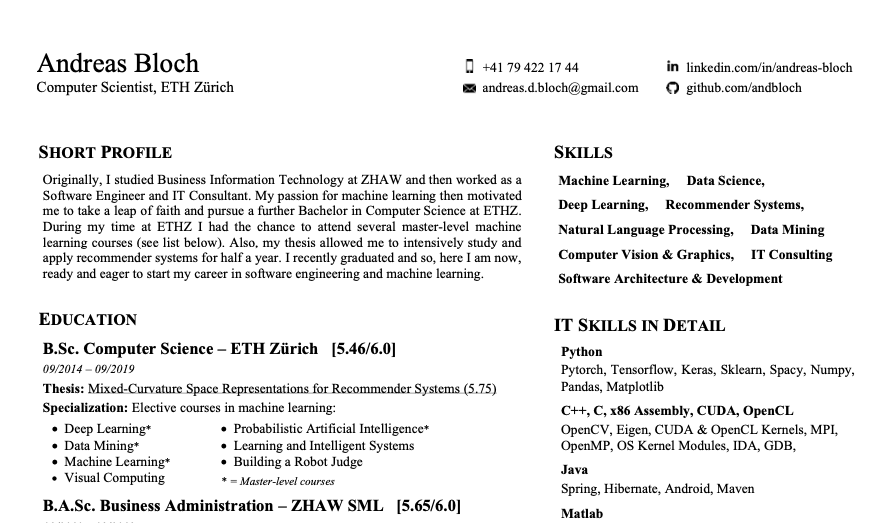 Andreas Bloch
Computer Scientist, ETH Zürich
+41 79 422 17 44
andreas.d.bloch@gmail.com
linkedin.com/in/andreas-bloch
github.com/andbloch
SHORT PROFILE
Originally, I studied Business Information Technology at ZHAW and then worked as a
Software Engineer and IT Consultant. My passion for machine learning then motivated
me to take a leap of faith and pursue a further Bachelor in Computer Science at ETHZ.
During my time at ETHZ I had the chance to attend several master-level machine
learning courses (see list below). Also, my thesis allowed me to intensively study and
apply recommender systems for half a year. I recently graduated and so, here I am now,
ready and eager to start my career in software engineering and machine learning.
EDUCATION
B.Sc. Computer Science – ETH Zürich [5.46/6.0]
09/2014 – 09/2019
Thesis: Mixed-Curvature Space Representations for Recommender Systems (5.75)
Specialization: Elective courses in machine learning:
• Deep Learning*
• Data Mining*
• Machine Learning*
• Visual Computing
• Probabilistic Artificial Intelligence*
• Learning and Intelligent Systems
• Building a Robot Judge
* = Master-level courses
B.A.Sc. Business Administration – ZHAW SML [5.65/6.0]
SKILLS
Machine Learning, Data Science,
Deep Learning, Recommender Systems,
Natural Language Processing, Data Mining
Computer Vision & Graphics, IT Consulting
Software Architecture & Development
IT SKILLS IN DETAIL
Python
Pytorch, Tensorflow, Keras, Sklearn, Spacy, Numpy,
Pandas, Matplotlib
C++, C, x86 Assembly, CUDA, OpenCL
OpenCV, Eigen, CUDA & OpenCL Kernels, MPI,
OpenMP, OS Kernel Modules, IDA, GDB,
Java
Spring, Hibernate, Android, Maven
Matlab